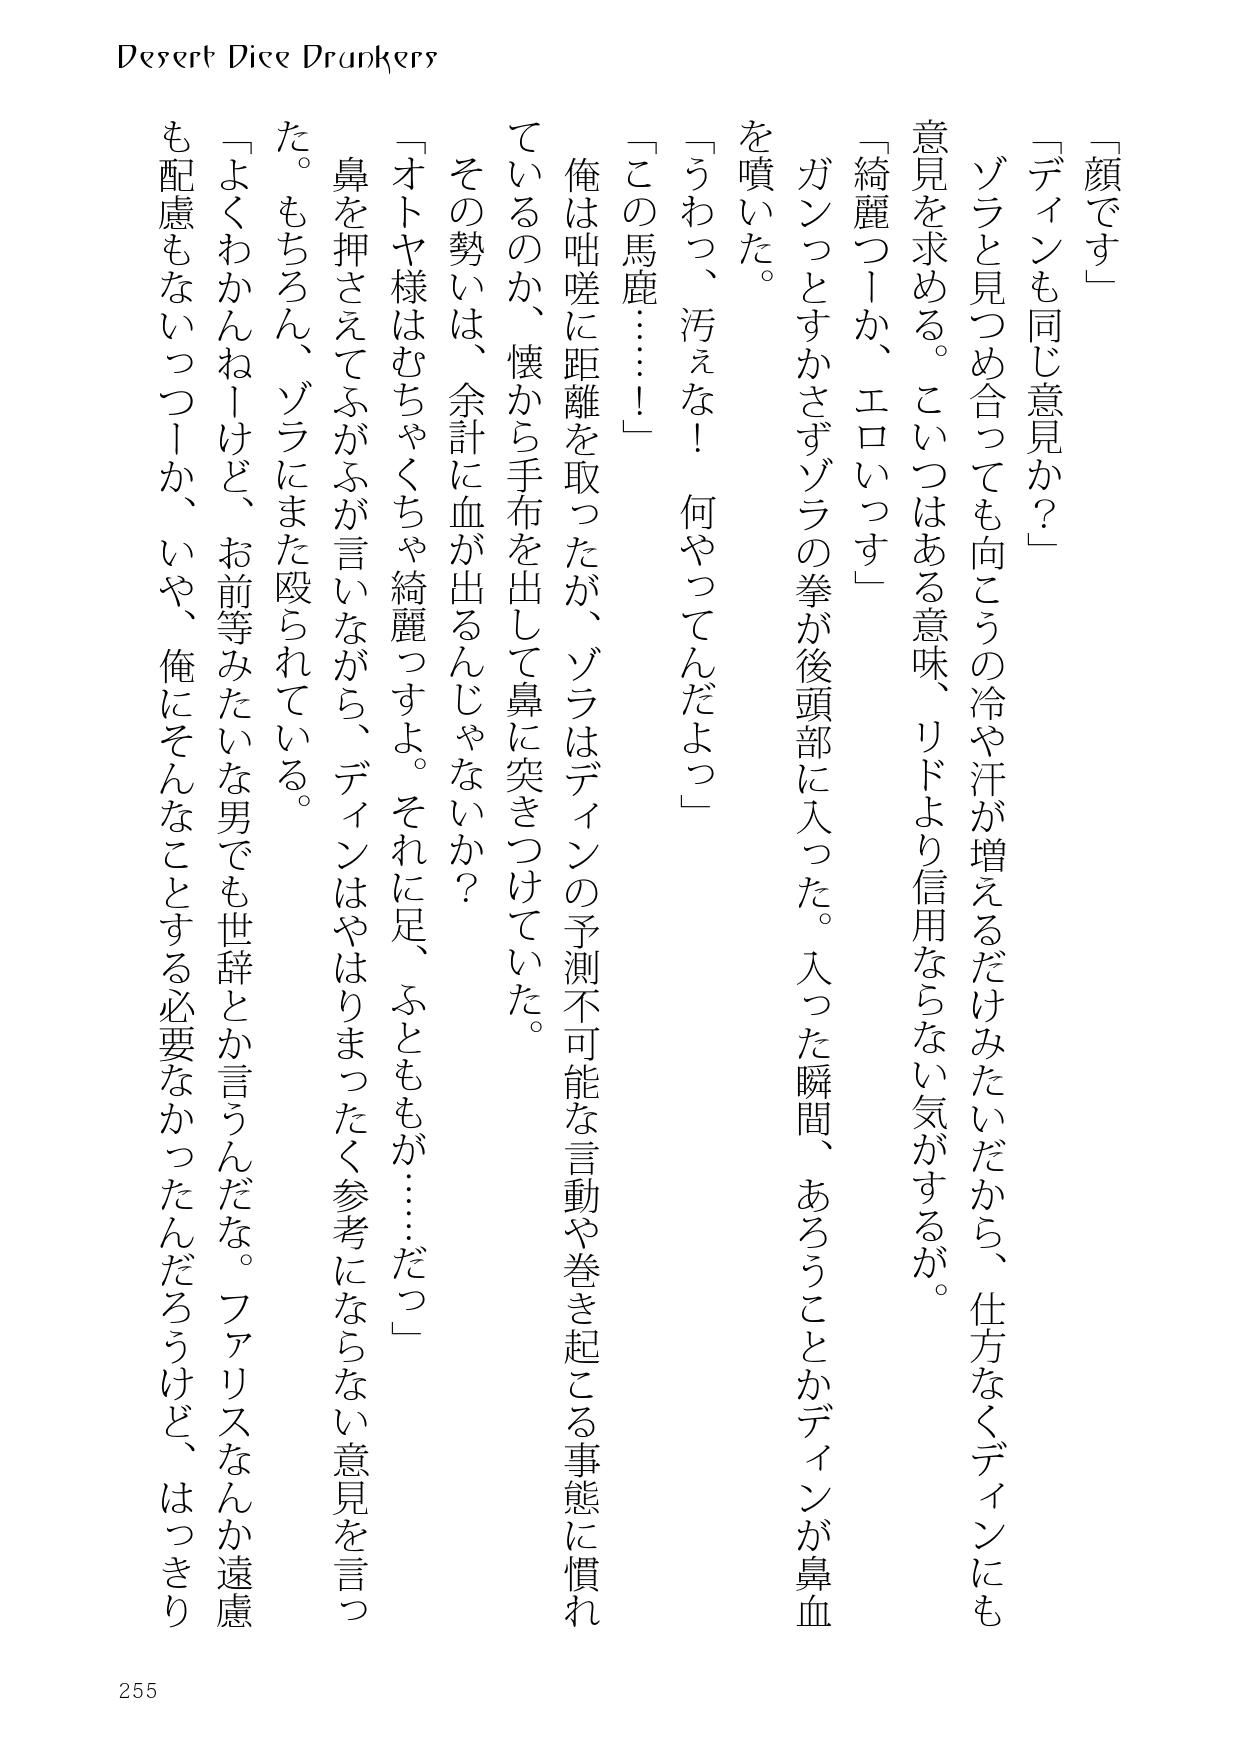 Desert Dice Drunkers
「顔です」
「ディンも同じ意見か？」
　ゾラと見つめ合っても向こうの冷や汗が増えるだけみたいだから、仕方なくディンにも
意見を求める。こいつはある意味、リドより信用ならない気がするが。
「綺麗つーか、エロいっす」
　ガンっとすかさずゾラの拳が後頭部に入った。入った瞬間、あろうことかディンが鼻血
を噴いた。
「うわっ、汚ぇな！　何やってんだよっ」
「この馬鹿……！」
　俺は咄嗟に距離を取ったが、ゾラはディンの予測不可能な言動や巻き起こる事態に慣れ
ているのか、懐から手布を出して鼻に突きつけていた。
　その勢いは、余計に血が出るんじゃないか？
「オトヤ様はむちゃくちゃ綺麗っすよ。それに足、ふとももが……だっ」
　鼻を押さえてふがふが言いながら、ディンはやはりまったく参考にならない意見を言っ
た。もちろん、ゾラにまた殴られている。
「よくわかんねーけど、お前等みたいな男でも世辞とか言うんだな。ファリスなんか遠慮
も配慮もないっつーか、いや、俺にそんなことする必要なかったんだろうけど、はっきり
255